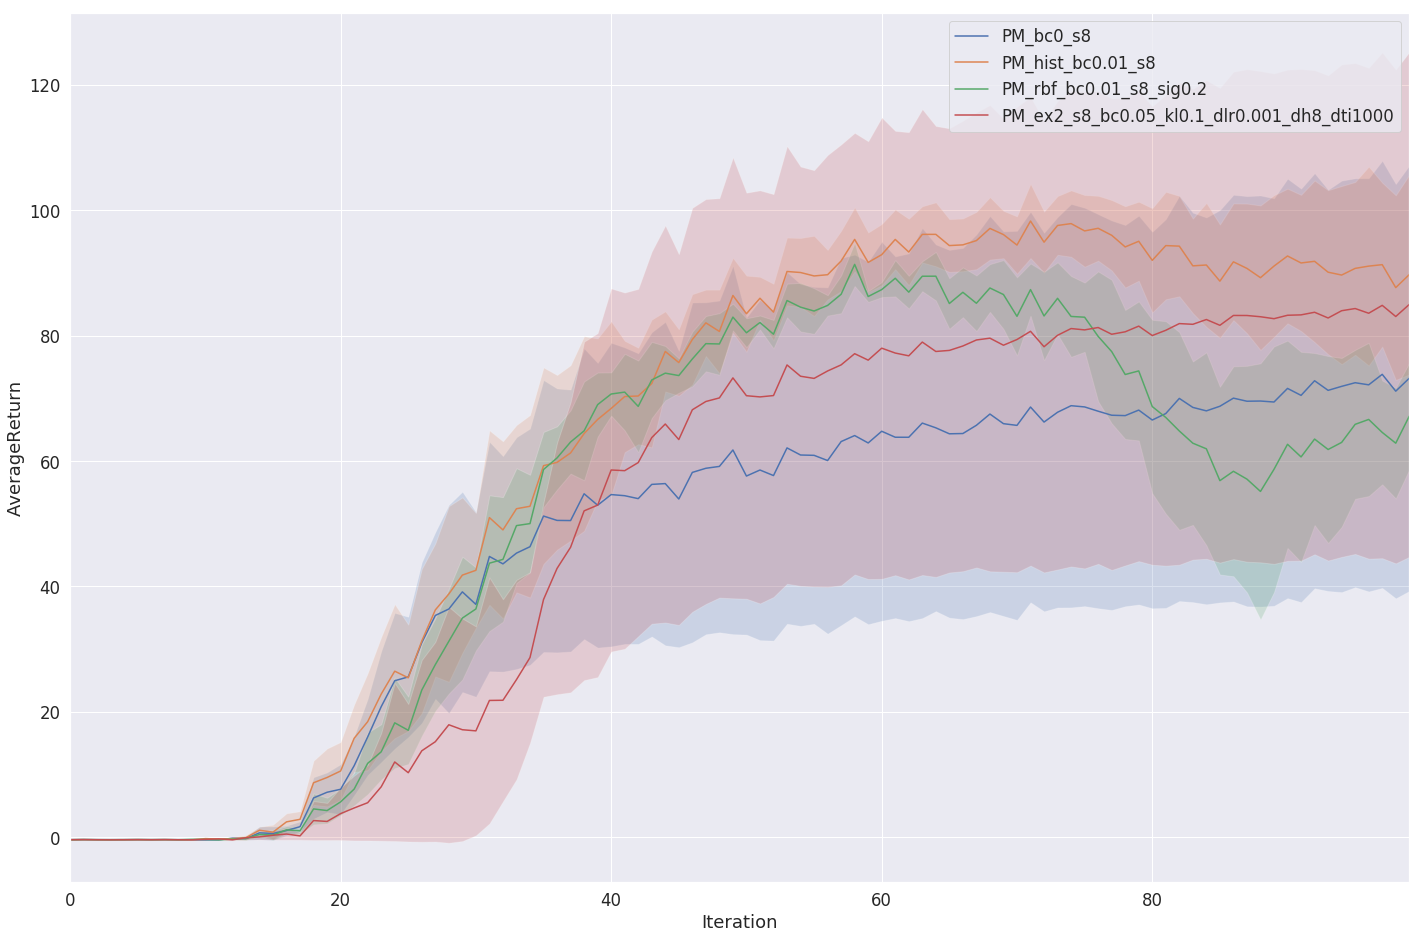 PM_bc0_s8
PM_hist_bc0.01_s8
PM_rbf_bc0.01_s8_sig0.2
PM_ex2_s8_bc0.05_kl0.1_dlr0.001_dh8_dti1000
120
100
80
60
40
20
0
AverageReturn
0 20 40 60 80
Iteration